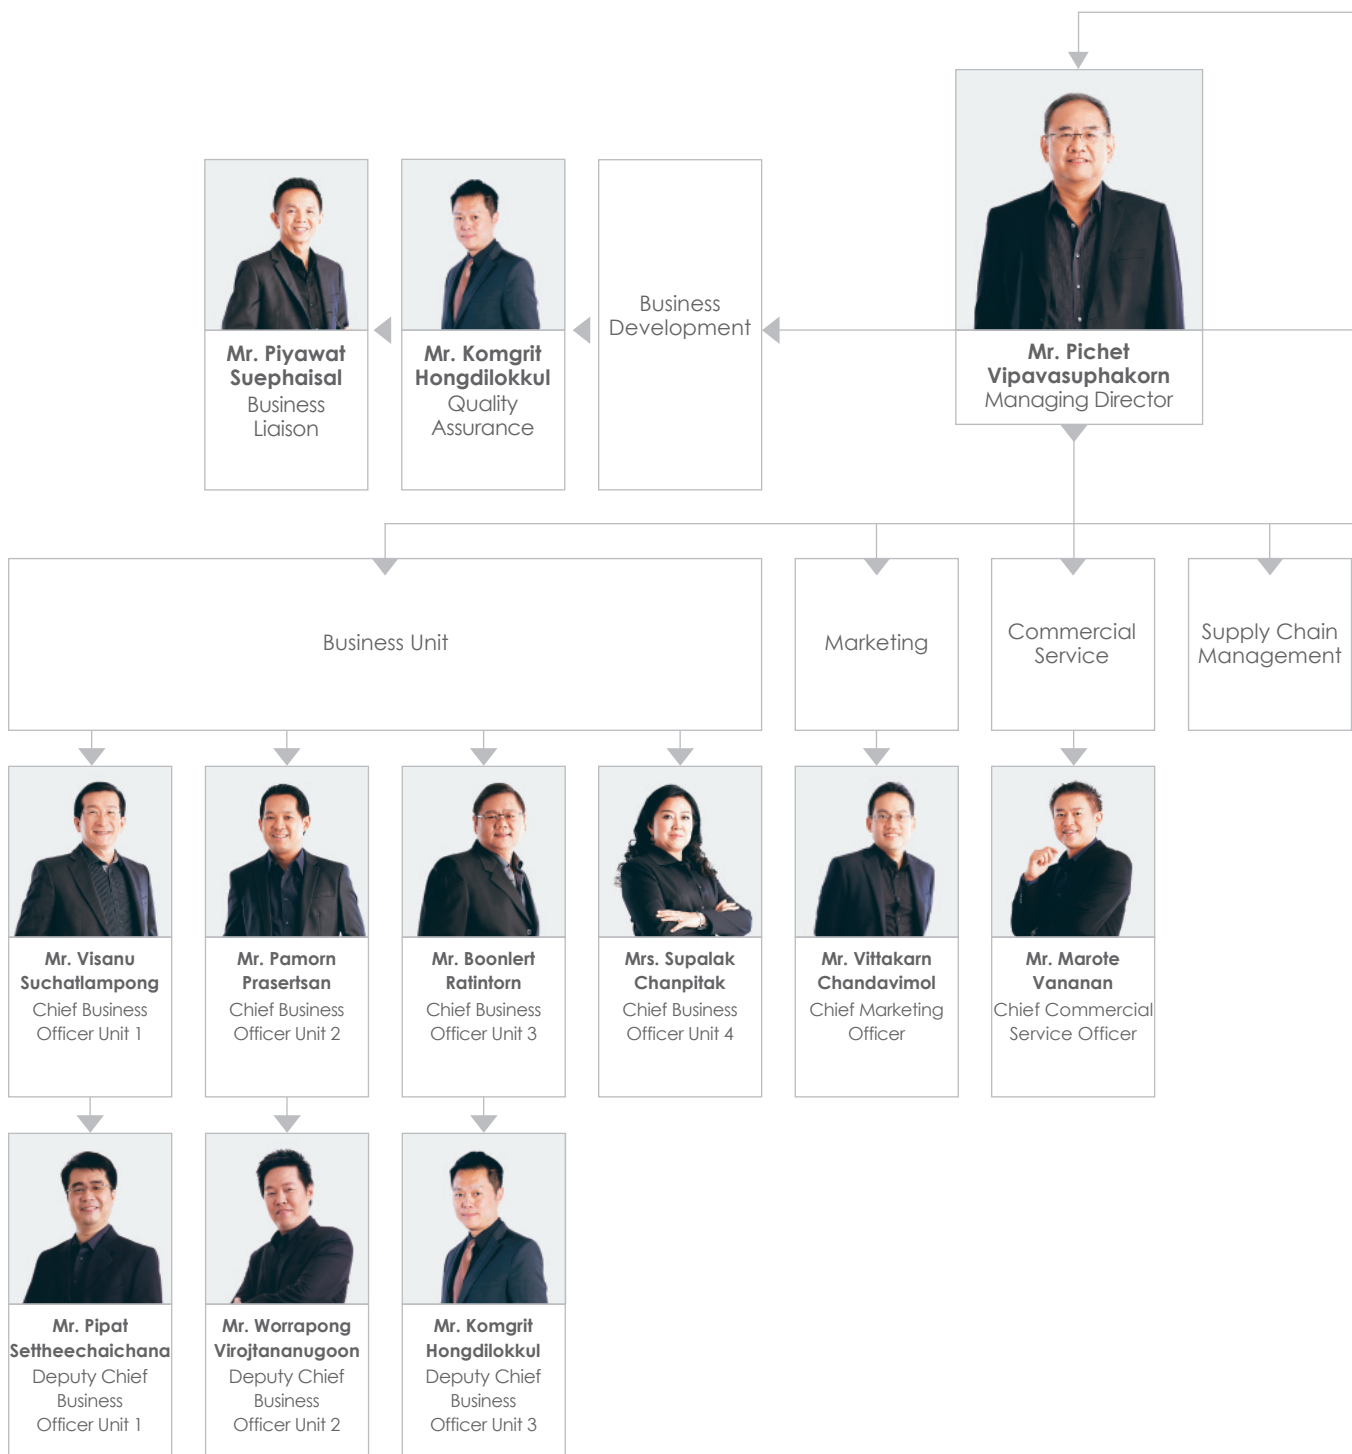 Mr. Pichet
Vipavasuphakorn
Managing Director
Business
Development
Mr. Komgrit
Hongdilokkul
Quality
Assurance
Mr. Piyawat
Suephaisal
Business
Liaison
Business Unit
Marketing
Commercial
Service
Supply Chain
Management
Mr. Visanu
Suchatlampong
Chief Business
Officer Unit 1
Mr. Pamorn
Prasertsan
Chief Business
Officer Unit 2
Mr. Boonlert
Ratintorn
Chief Business
Officer Unit 3
Mrs. Supalak
Chanpitak
Chief Business
Officer Unit 4
Mr. Vittakarn
Chandavimol
Chief Marketing
Officer
Mr. Marote
Vananan
Chief Commercial
Service Officer
Mr. Pipat
Settheechaichana
Deputy Chief
Business
Officer Unit 1
Mr. Worrapong
Virojtananugoon
Deputy Chief
Business
Officer Unit 2
Mr. Komgrit
Hongdilokkul
Deputy Chief
Business
Officer Unit 3